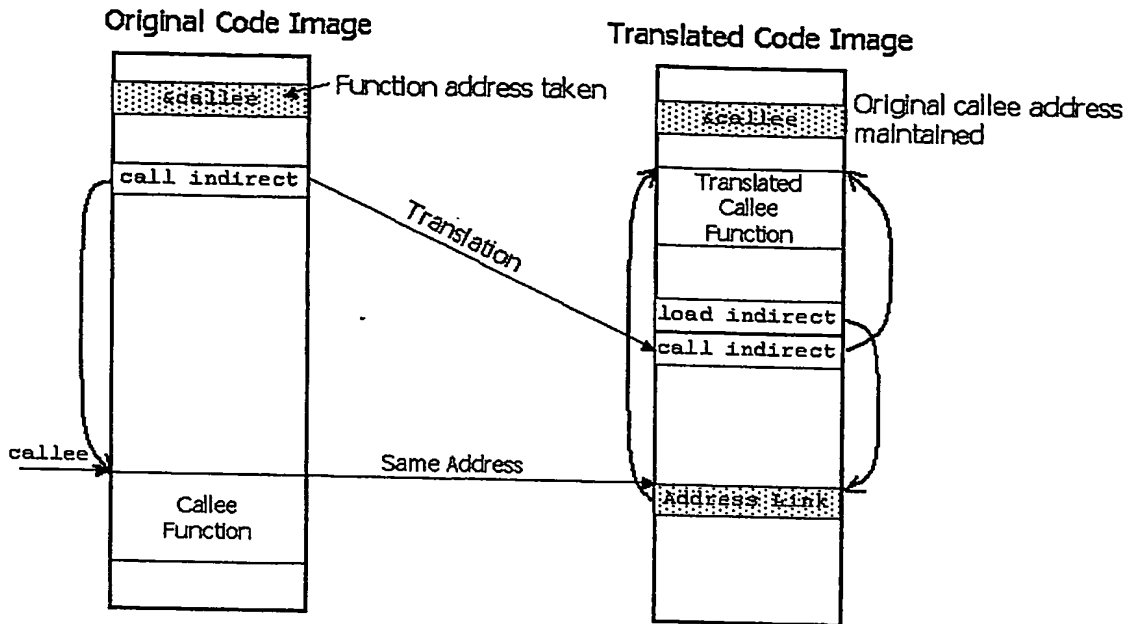 Original Code Image
Translated Code Image
&callee
Function address taken
&callee
Original callee address
maintained
call indirect
Translated
Callee
Function
Translation
load indirect
call indirect
callee
Same Address
Callee
Function
Address Link